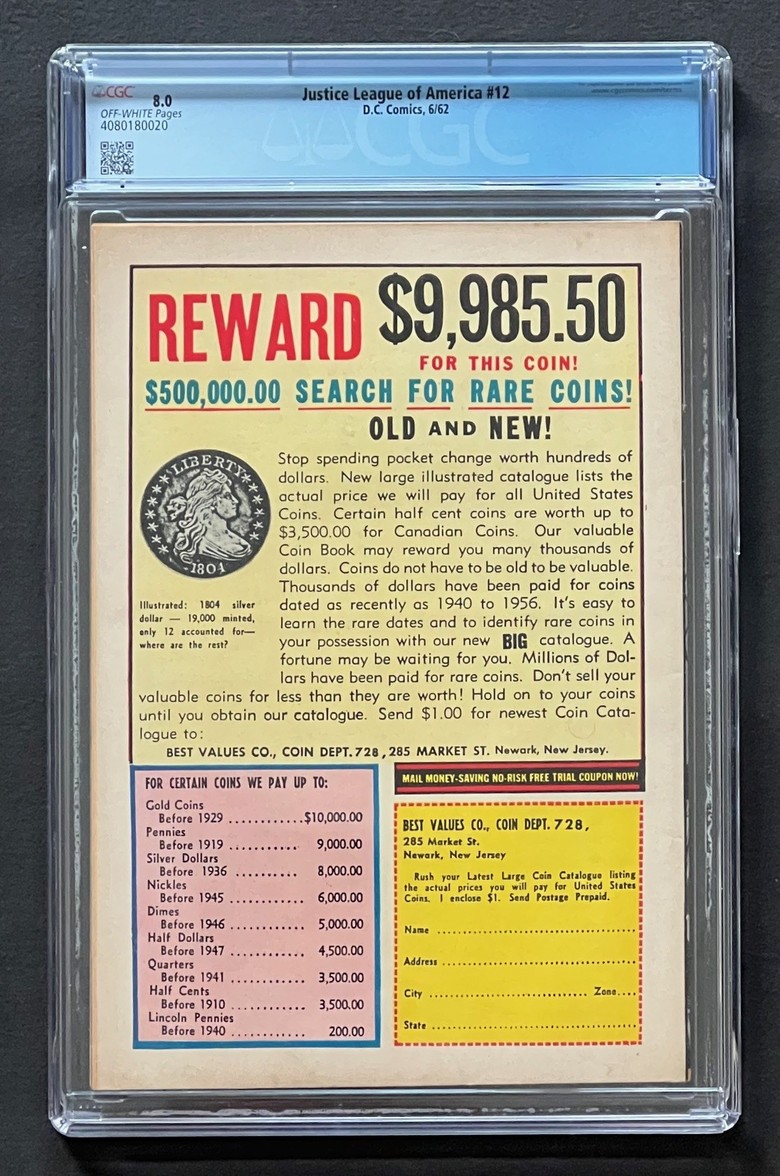 CGC
8.0
Justice League of America #12
D.C. Comics, 6/62
OFF-WHITE Pages
4080180020
CGC
REWARD $9,985.50
FOR THIS COIN!
$500,000.00 SEARCH FOR RARE COINS!
OLD AND NEW!
LIBERTY
1804
Illustrated: 1804 silver
dollar — 19,000 minted,
only 12 accounted for—
where are the rest?
Stop spending pocket change worth hundreds of
dollars. New large illustrated catalogue lists the
actual price we will pay for all United States
Coins. Certain half cent coins are worth up to
$3,500.00 for Canadian Coins. Our valuable
Coin Book may reward you many thousands of
dollars. Coins do not have to be old to be valuable.
Thousands of dollars have been paid for coins
dated as recently as 1940 to 1956. It's easy to
learn the rare dates and to identify rare coins in
your possession with our new BIG catalogue. A
fortune may be waiting for you. Millions of Dol-
lars have been paid for rare coins. Don't sell your
valuable coins for less than they are worth! Hold on to your coins
until you obtain our catalogue. Send $1.00 for newest Coin Cata-
logue to:
BEST VALUES CO., COIN DEPT. 728, 285 MARKET ST. Newark, New Jersey.
FOR CERTAIN COINS WE PAY UP TO:
Gold Coins
Before 1929 ............$10,000.00
Pennies
Before 1919 ........... 9,000.00
Silver Dollars
Before 1936 .......... 8,000.00
Nickles
Before 1945 ........... 6,000.00
Dimes
Before 1946 ........... 5,000.00
Half Dollars
Before 1947 ........... 4,500.00
Quarters
Before 1941 ........... 3,500.00
Half Cents
Before 1910 ........... 3,500.00
Lincoln Pennies
Before 1940 ........... 200.00
MAIL MONEY-SAVING NO-RISK FREE TRIAL COUPON NOW!
BEST VALUES CO., COIN DEPT. 728,
285 Market St.
Newark, New Jersey
Rush your Latest Large Coin Catalogue listing
the actual prices you will pay for United States
Coins. I enclose $1. Send Postage Prepaid.
Name ........................................
Address .....................................
City ............................... Zone....
State ........................................